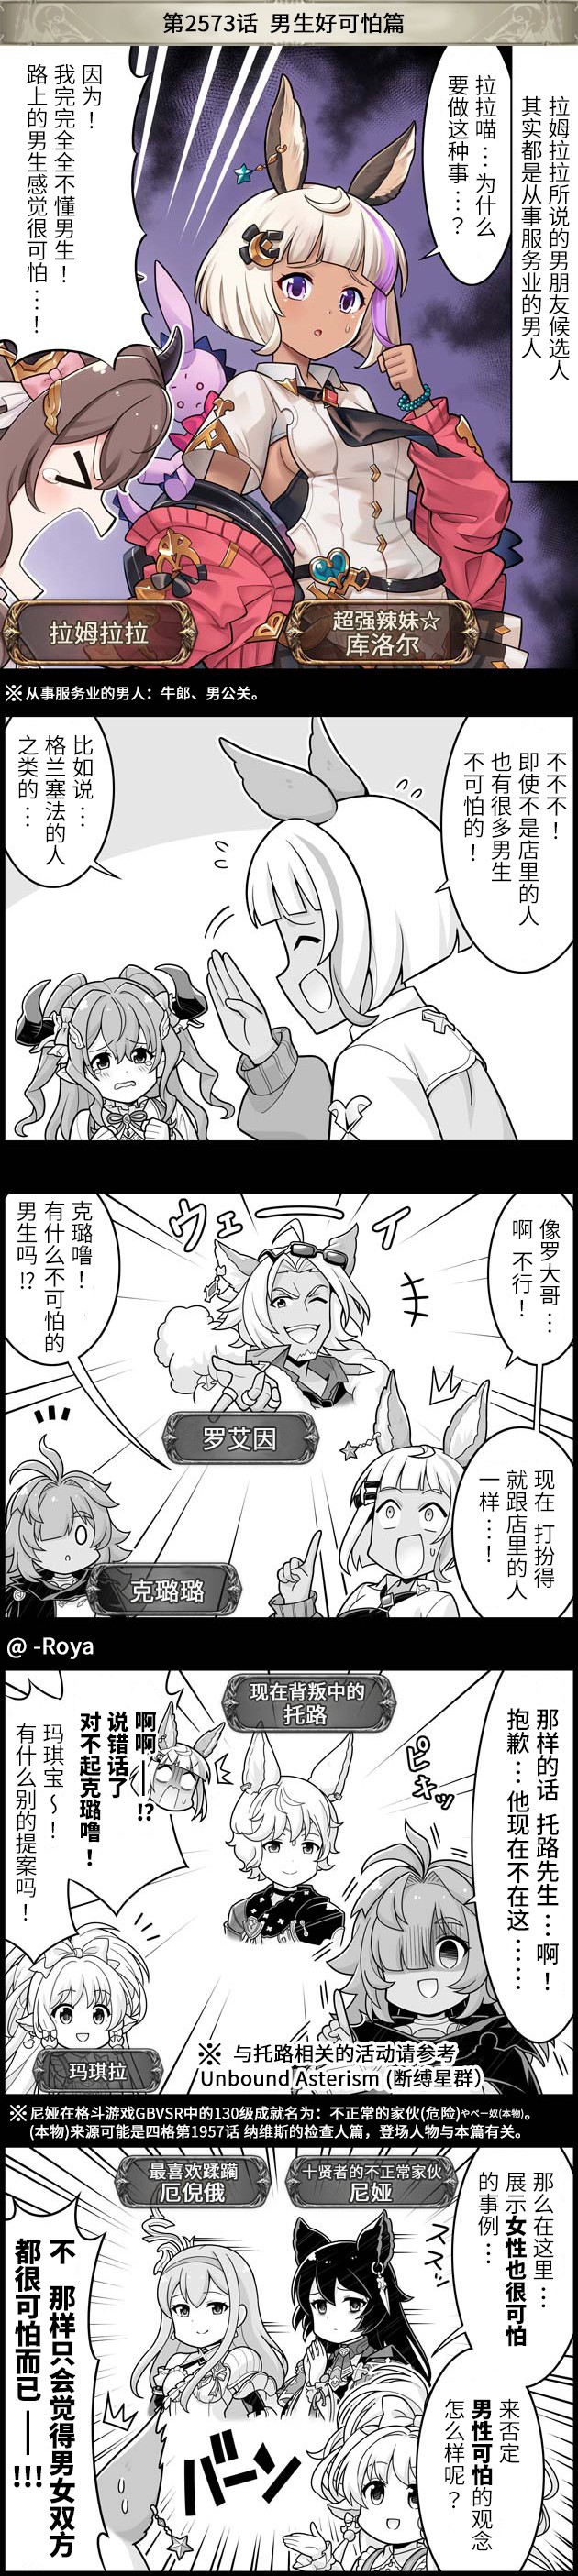 第2573话 男生好可怕篇
拉姆拉拉所说的男朋友候选人
其实都是从事服务业的男人
拉拉喵…为什么
要做这种事…?
因为！
我完完全全不懂男生！
路上的男生感觉很可怕…！
拉姆拉拉
超强辣妹☆
库洛尔
※从事服务业的男人：牛郎、男公关。
不不不！
即使不是店里的人
也有很多男生
不可怕的！
比如说…
格兰塞法的人
之类的…
像罗大哥…
啊 不行！
ウェーイ
罗艾因
现在 打扮得
就跟店里的人
一样…！
克璐噜！
有什么不可怕的
男生吗！？
克璐璐
@ -Roya
那样的话 托路先生…啊！
抱歉…他现在不在这……
现在背叛中的
托路
ピキッ
啊啊——！？
说错话了
对不起克璐噜！
玛琪宝～！
有什么别的提案吗！
玛琪拉
※ 与托路相关的活动请参考
Unbound Asterism (断缚星群)
※尼娅在格斗游戏GBVSR中的130级成就名为：不正常的家伙(危险)やべー奴(本物)。
(本物)来源可能是四格第1957话 纳维斯的检查人篇，登场人物与本篇有关。
那么在这里…
展示女性也很可怕
的事例…
スマッ
十贤者的不正常家伙
尼娅
最喜欢蹂躏
厄倪俄
来否定
男性可怕的观念
怎么样呢？
バーン
不 那样只会觉得男女双方
都很可怕而已——!!!